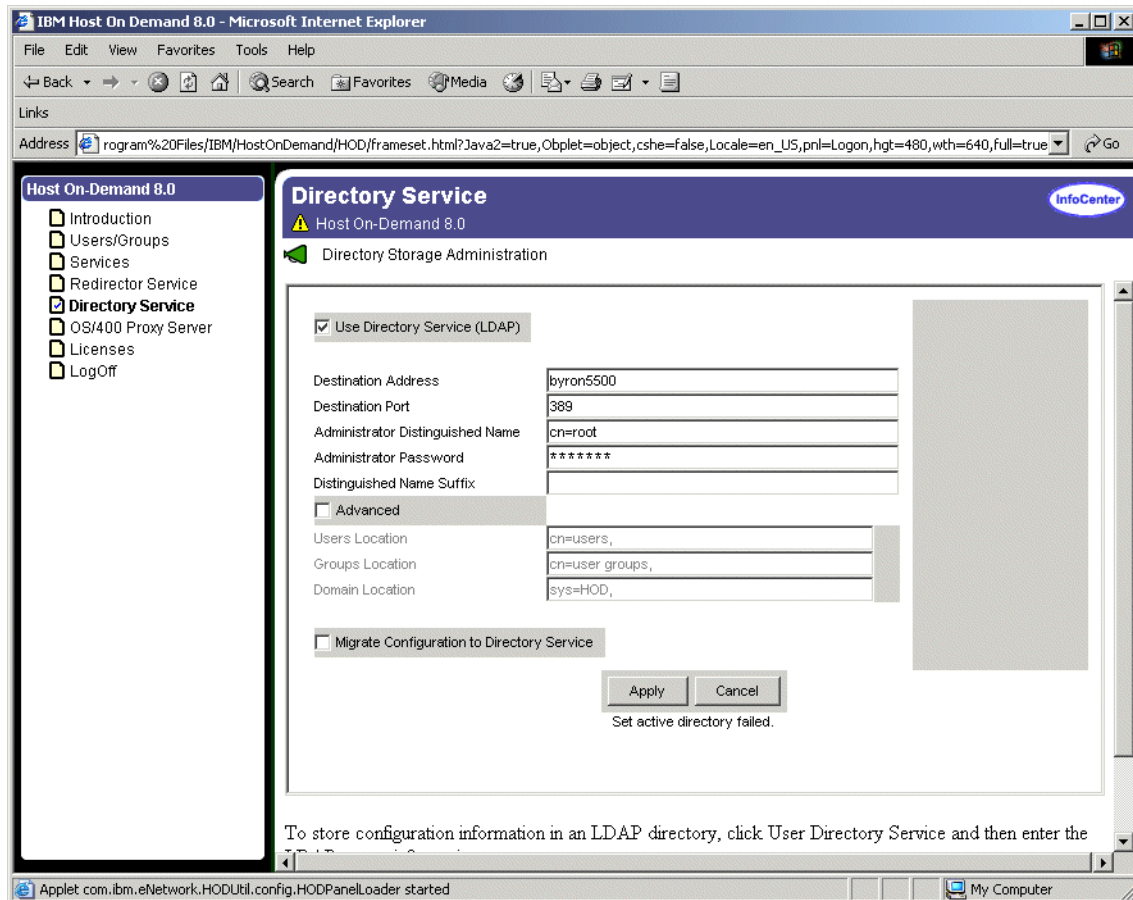 IBM Host On Demand 8.0 - Microsoft Internet Explorer
File Edit View Favorites Tools Help
Back Search Favorites Media
Links
Address rogram%20Files/IBM/HostOnDemand/HOD/frameset.html?Java2=true,Obplet=object,cshe=false,Locale=en_US,pnl=Logon,hgt=480,wth=640,full=true Go
Host On-Demand 8.0
Introduction
Users/Groups
Services
Redirector Service
Directory Service
OS/400 Proxy Server
Licenses
LogOff
Directory Service
InfoCenter
Host On-Demand 8.0
Directory Storage Administration
Use Directory Service (LDAP)
Destination Address byron5500
Destination Port 389
Administrator Distinguished Name cn=root
Administrator Password *******
Distinguished Name Suffix
Advanced
Users Location cn=users,
Groups Location cn=user groups,
Domain Location sys=HOD,
Migrate Configuration to Directory Service
Apply Cancel
Set active directory failed.
To store configuration information in an LDAP directory, click User Directory Service and then enter the
Applet com.ibm.eNetwork.HODUtil.config.HODPanelLoader started My Computer